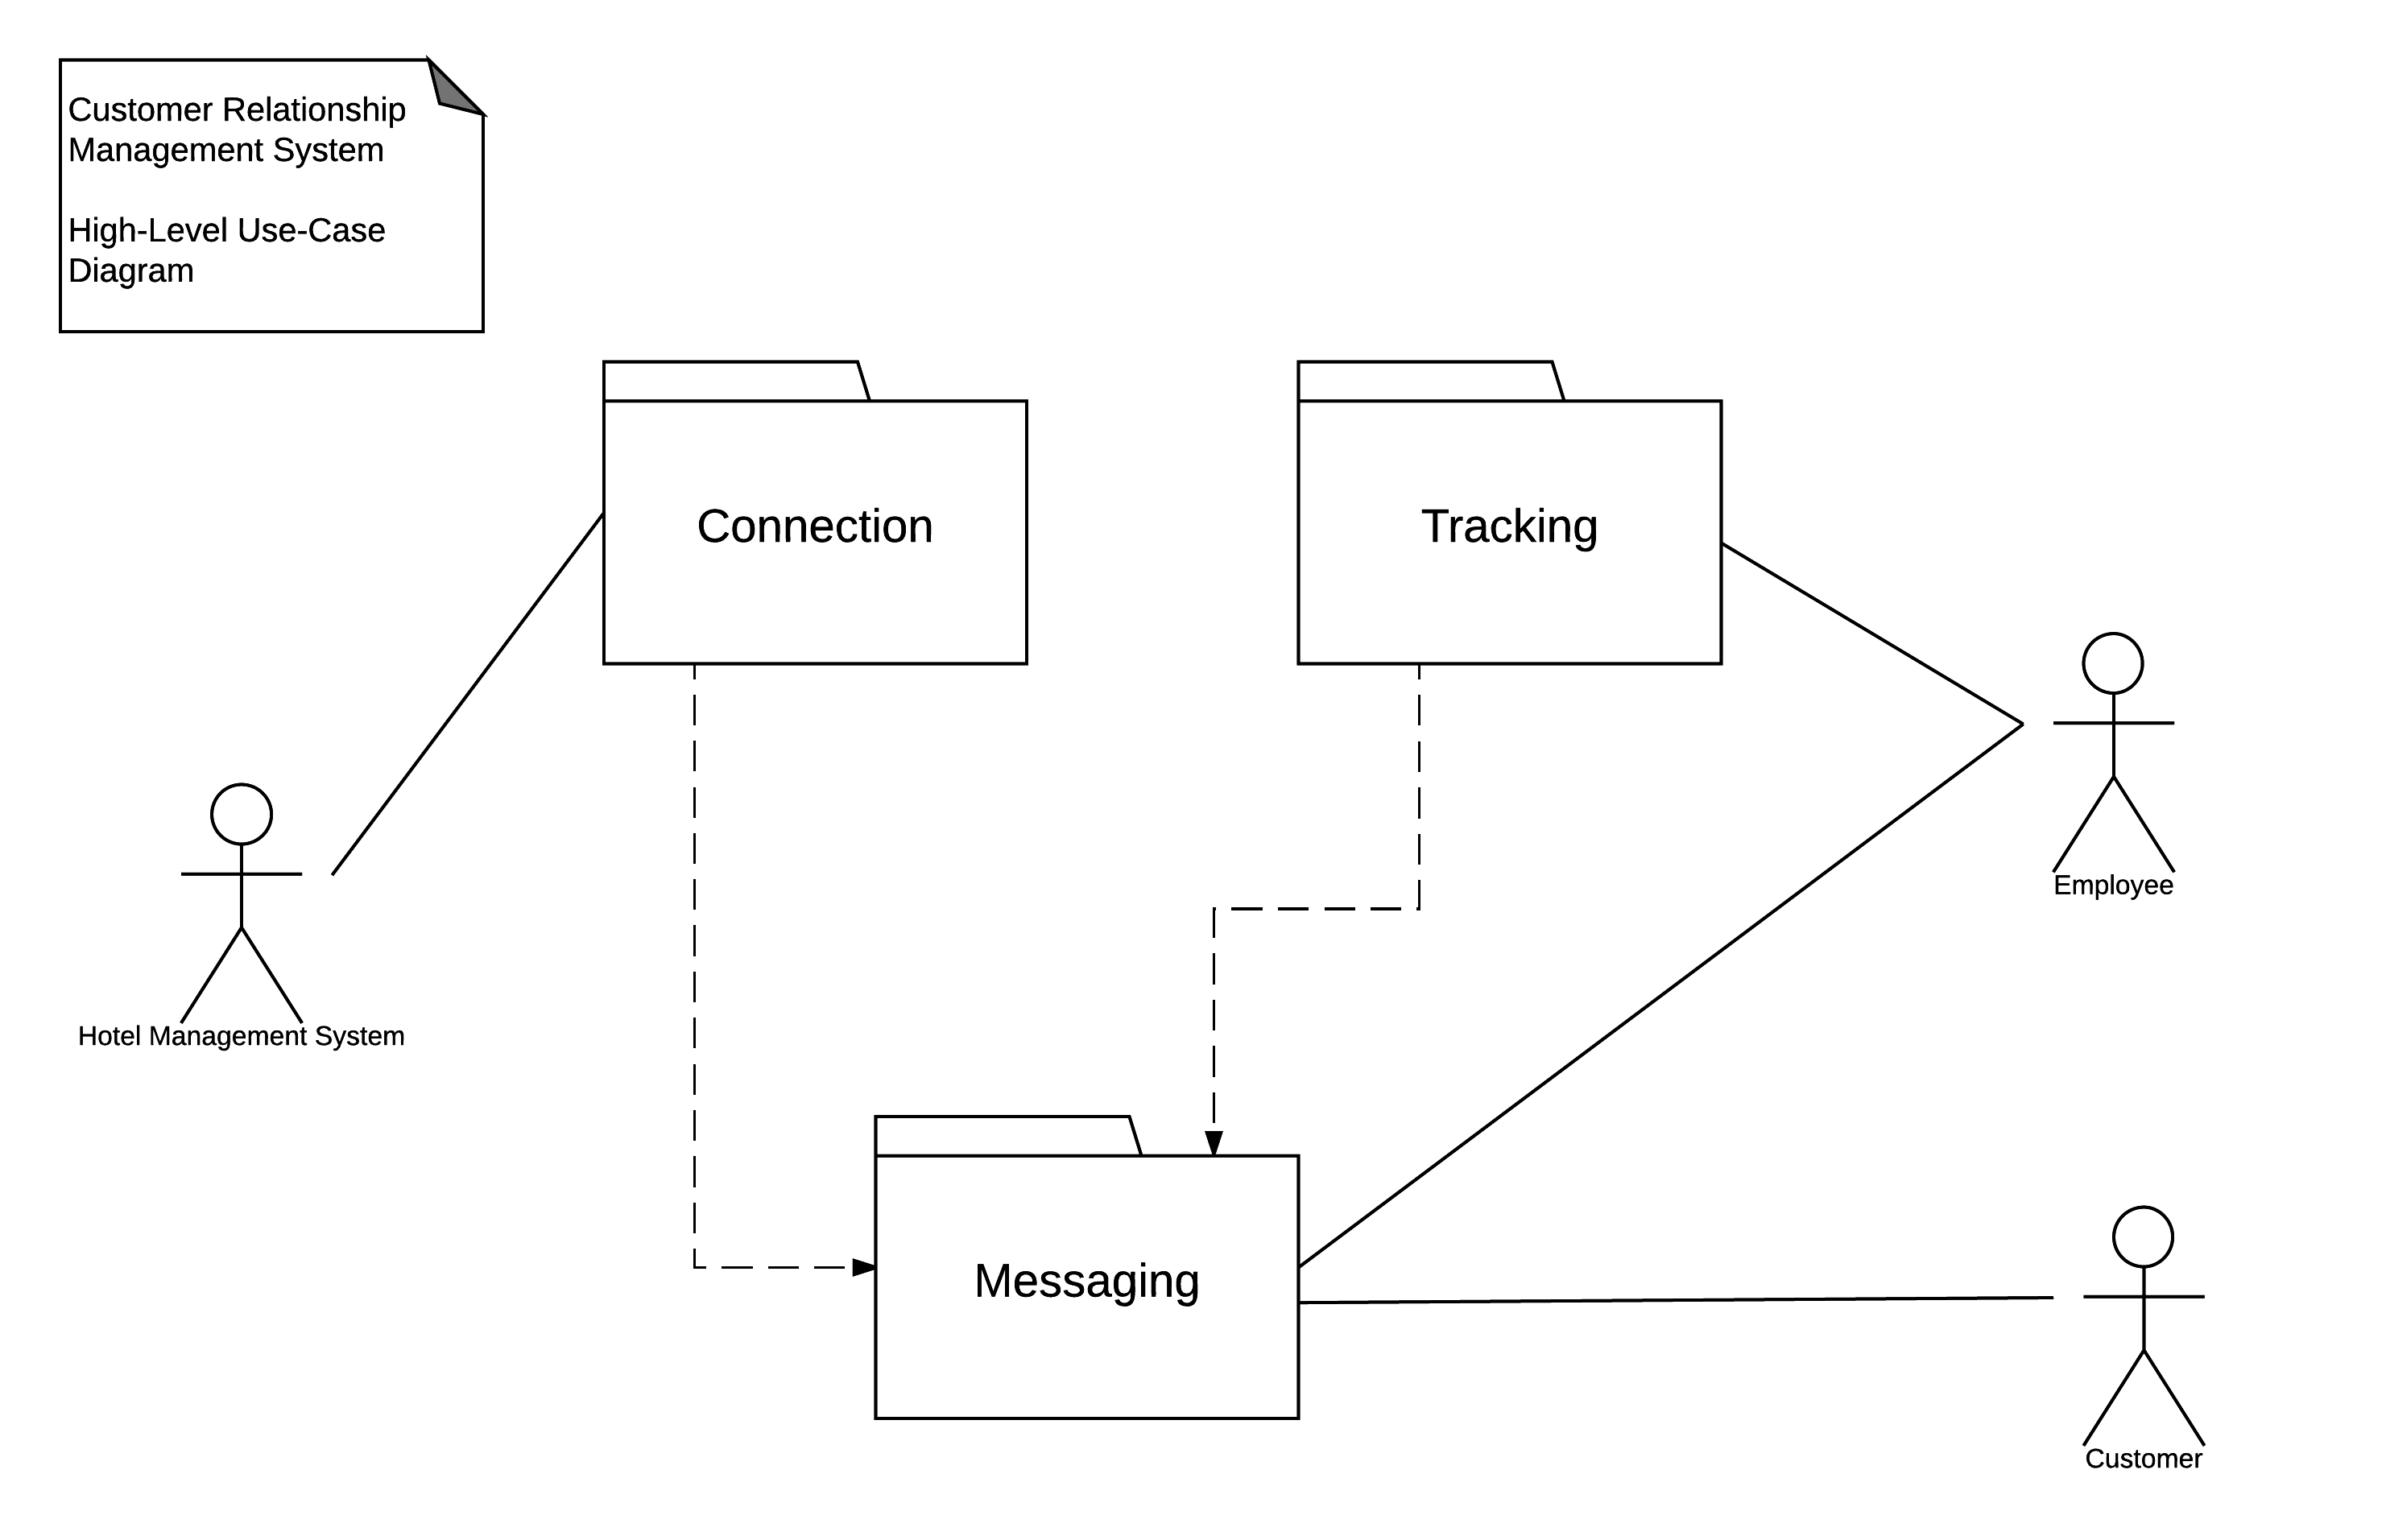 Customer Relationship
Management System
High-Level Use-Case
Diagram
Connection
Tracking
Employee
Hotel Management System
Messaging
Customer